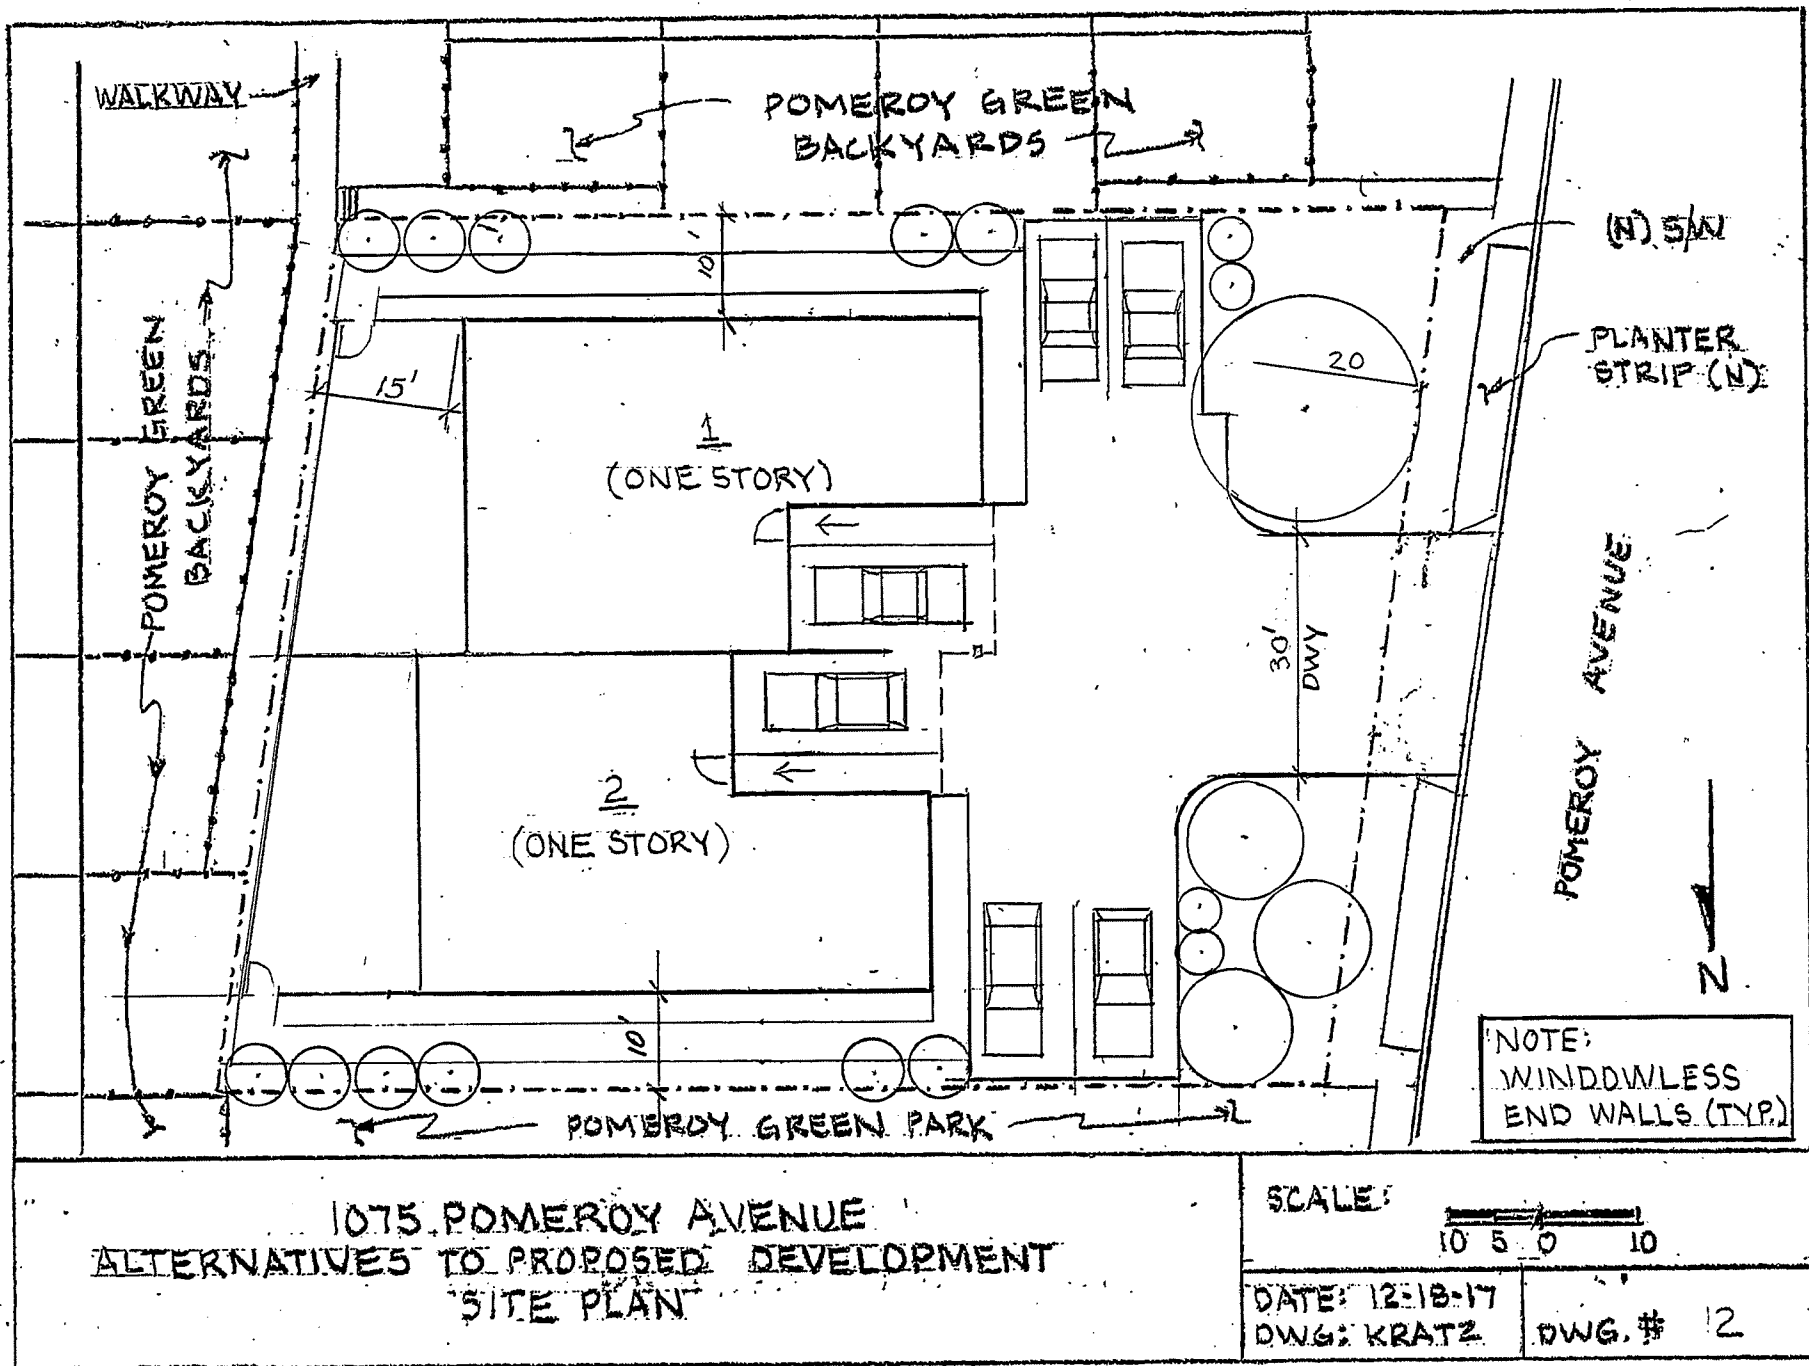 WALKWAY
POMEROY GREEN
BACKYARDS
(N) S/W
PLANTER
STRIP (N)
POMEROY GREEN
BACKYARDS
10'
15'
20
1
(ONE STORY)
30'
DWY
POMEROY AVENUE
2
(ONE STORY)
10'
N
POMEROY GREEN PARK
NOTE:
WINDOWLESS
END WALLS (TYP.)
1075 POMEROY AVENUE
ALTERNATIVES TO PROPOSED DEVELOPMENT
SITE PLAN
SCALE:
10 5 0 10
DATE: 12-18-17
DWG: KRATZ
DWG. # 12